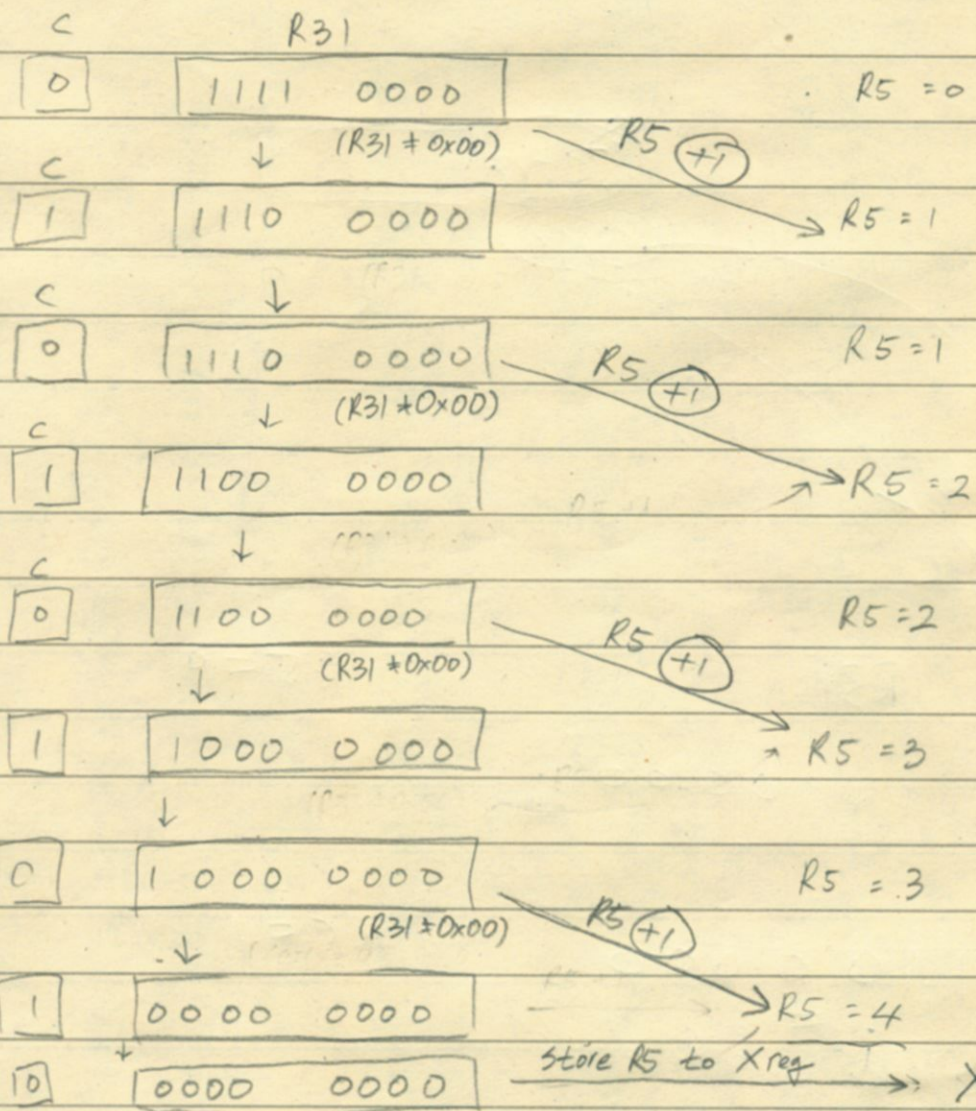 C R31
0 1111 0000 R5 = 0
(R31 ≠ 0x00) R5 +1
C
1 1110 0000 R5 = 1
C
0 1110 0000 R5 = 1
(R31 ≠ 0x00) R5 +1
C
1 1100 0000 R5 = 2
C
0 1100 0000 R5 = 2
(R31 ≠ 0x00) R5 +1
1 1000 0000 R5 = 3
0 1000 0000 R5 = 3
(R31 ≠ 0x00) R5 +1
1 0000 0000 R5 = 4
store R5 to X reg
10 0000 0000 X